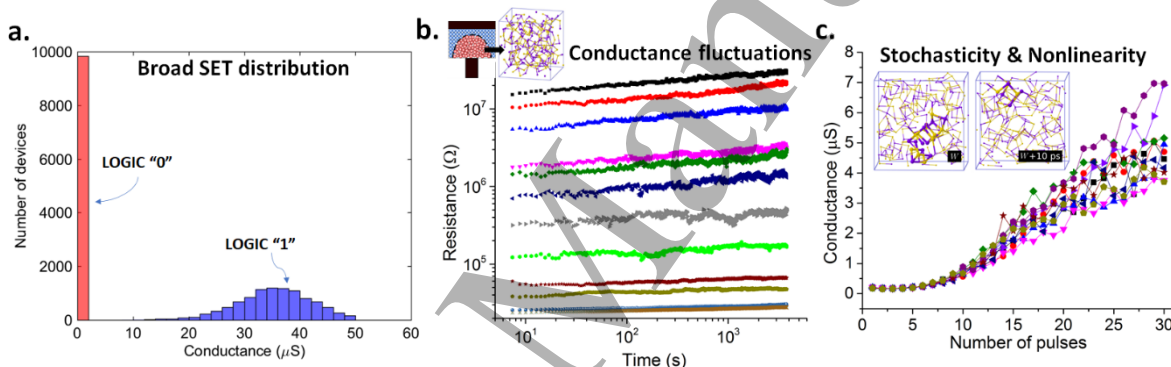 a.
Broad SET distribution
LOGIC “0”
LOGIC “1”
Number of devices
10000
8000
6000
4000
2000
0
0 10 20 30 40 50 60
Conductance (μS)
b.
Conductance fluctuations
Resistance (Ω)
10⁷
10⁶
10⁵
10¹ 10² 10³
Time (s)
c.
Stochasticity & Nonlinearity
Conductance (μS)
8
7
6
5
4
3
2
1
0
0 5 10 15 20 25 30
Number of pulses
+10 ps